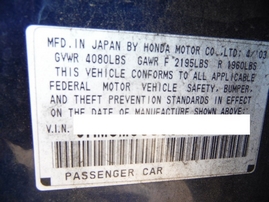 MFD. IN JAPAN BY HONDA MOTOR CO., LTD. 03
GVWR 4080LBS GAWR F 2195LBS R 1960LBS
THIS VEHICLE CONFORMS TO ALL APPLICABLE
FEDERAL MOTOR VEHICLE SAFETY, BUMPER,
AND THEFT PREVENTION STANDARDS IN EFFECT
ON THE DATE OF MANUFACTURE SHOWN ABOVE.
V.I.N.
PASSENGER CAR